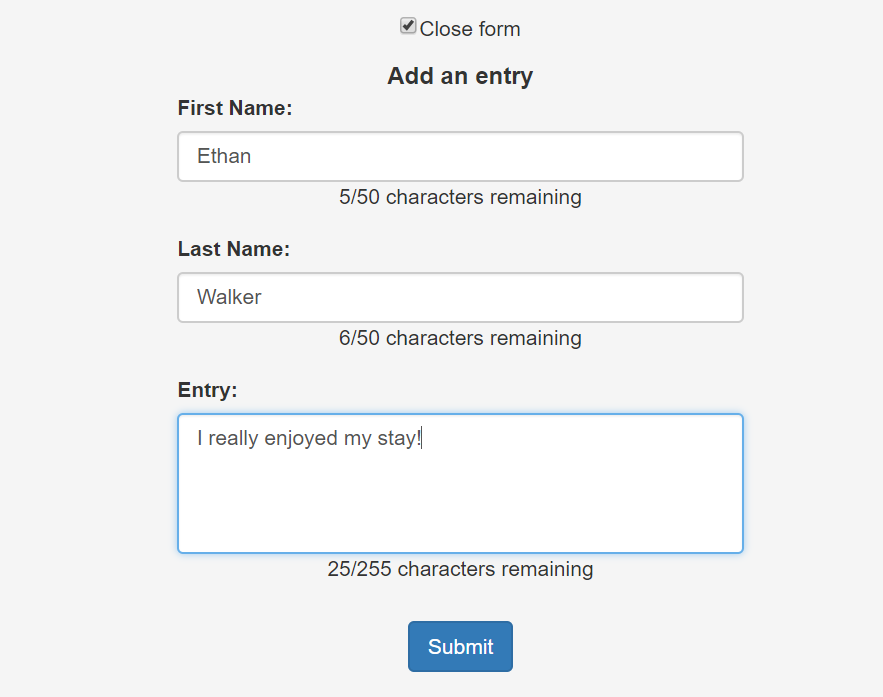 Close form
Add an entry
First Name:
Ethan
5/50 characters remaining
Last Name:
Walker
6/50 characters remaining
Entry:
I really enjoyed my stay!
25/255 characters remaining
Submit